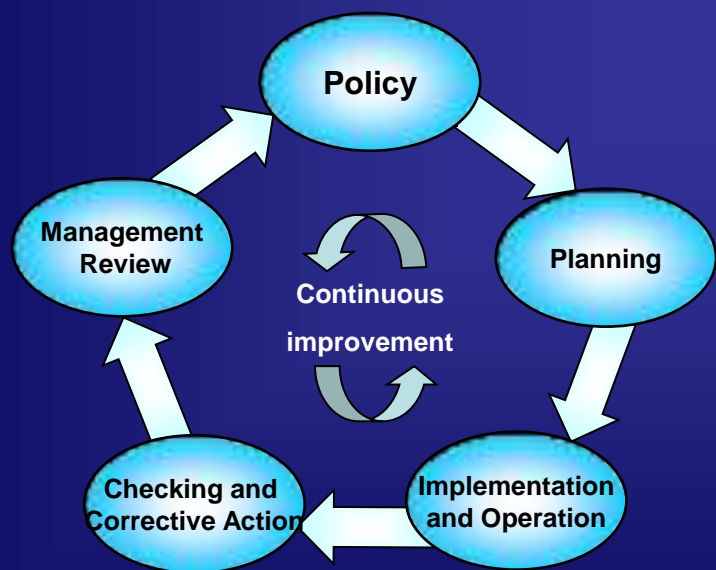 Policy
Planning
Implementation
and Operation
Checking and
Corrective Action
Management
Review
Continuous
improvement